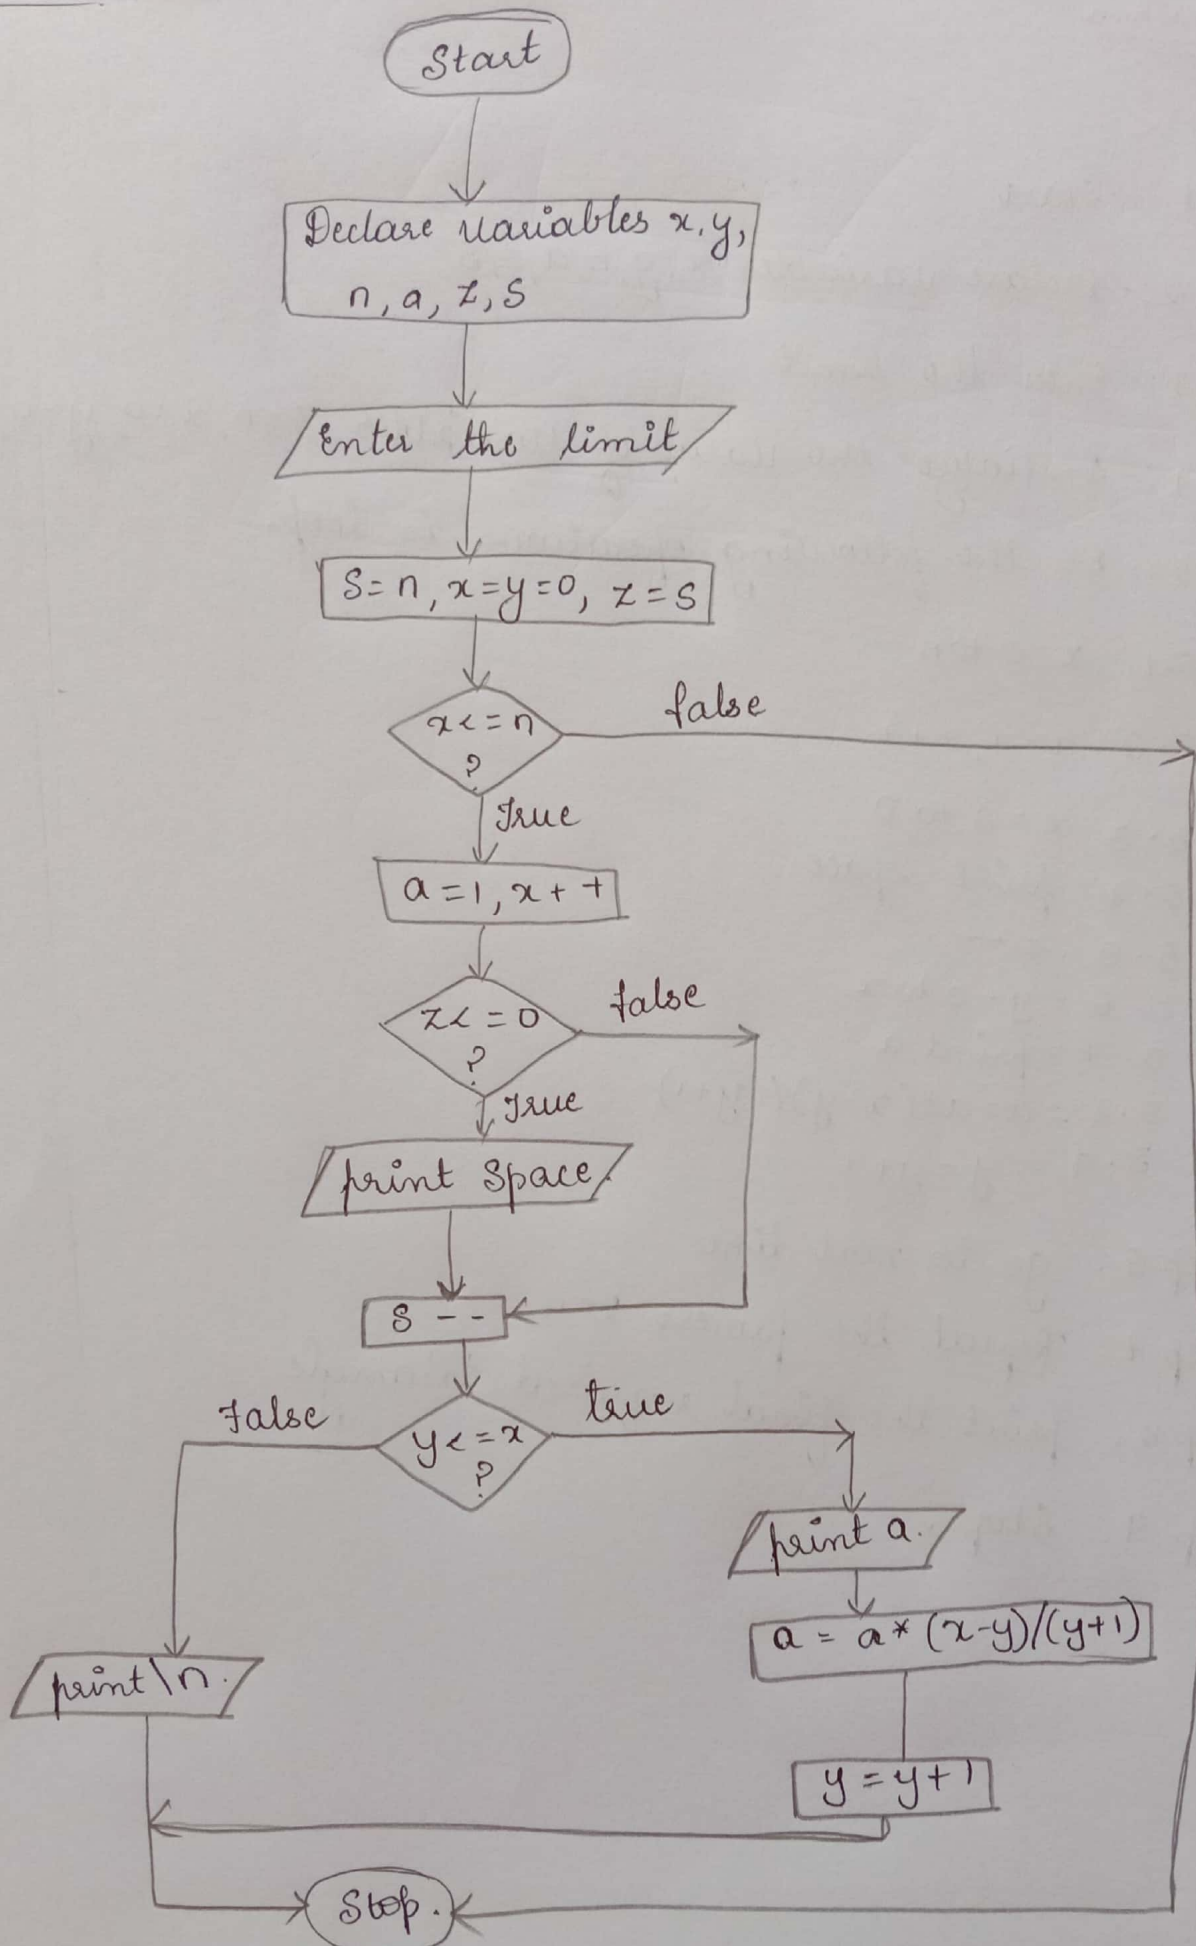 Start
Declare variables x, y,
n, a, z, s
Enter the limit
S=n, x=y=0, z=s
x<=n
?
false
True
a=1, x++
z<=0
?
false
True
print space
s--
False
y<=x
?
true
print a.
a = a* (x-y)/(y+1)
print \n.
y = y+1
Stop.